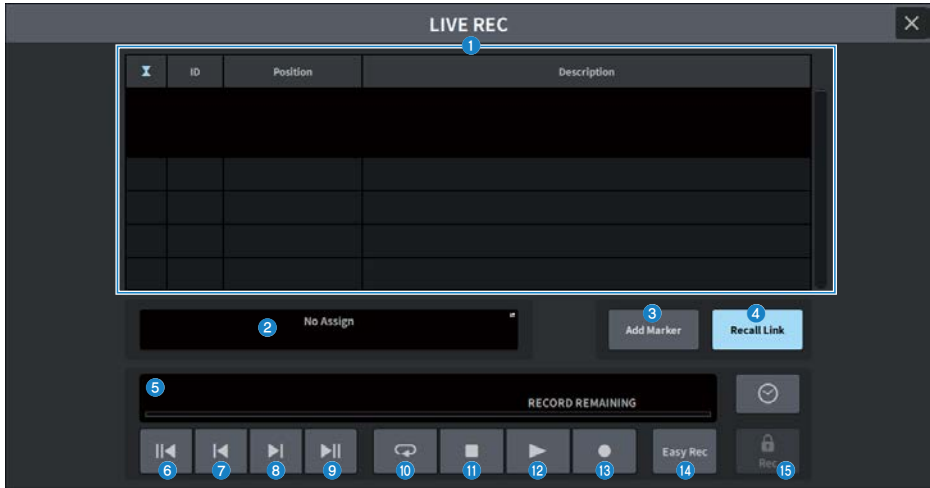 LIVE REC
1
ID Position Description
2 No Assign
3 Add Marker
4 Recall Link
5
RECORD REMAINING
6 7 8 9 10 11 12 13
Easy Rec
14
Rec
15